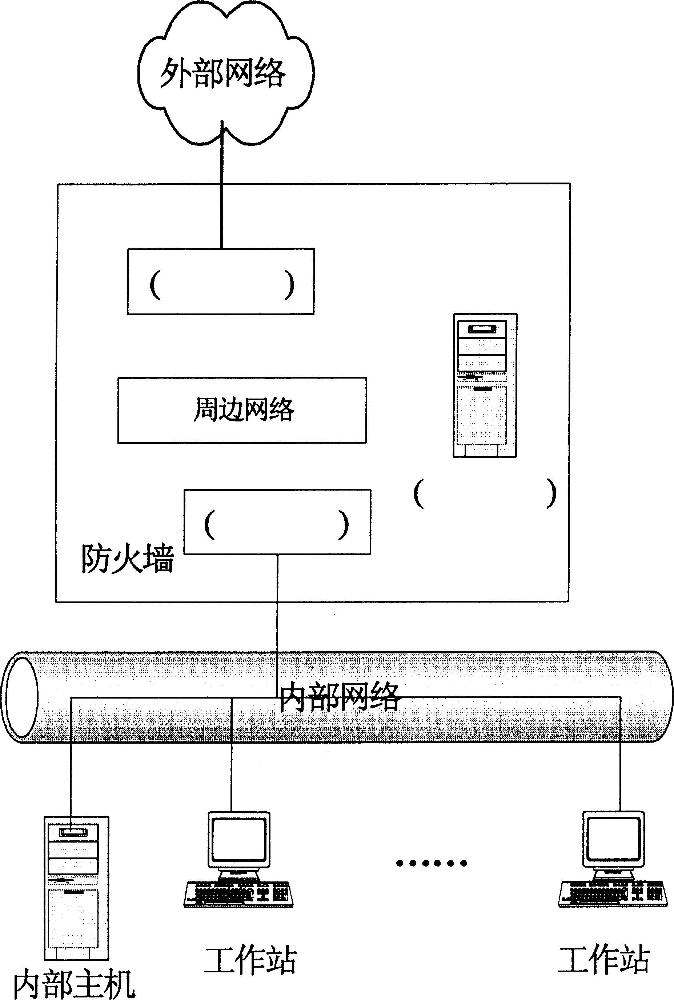 外部网络
(          )
周边网络
(          )
(          )
防火墙
内部网络
……
工作站
工作站
内部主机